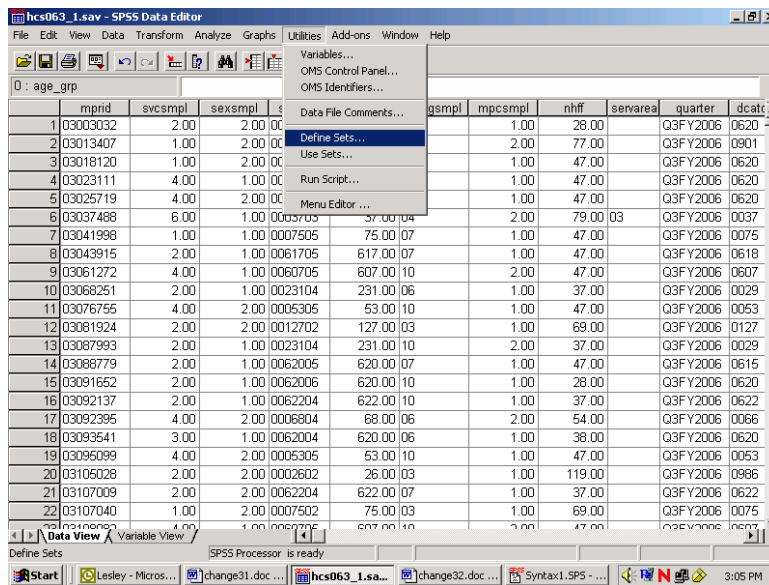 hcs063_1.sav - SPSS Data Editor
File Edit View Data Transform Analyze Graphs Utilities Add-ons Window Help
Variables...
OMS Control Panel...
OMS Identifiers...
Data File Comments...
Define Sets...
Use Sets...
Run Script...
Menu Editor ...
0 : age_grp
mprid svcsmpl sexsmpl mpcsmpl nhff servarea quarter
1 03003032 2.00 2.00 1.00 28.00 Q3FY2006 0620
2 03013407 1.00 2.00 2.00 77.00 Q3FY2006 0901
3 03018120 1.00 2.00 1.00 47.00 Q3FY2006 0620
4 03023111 4.00 1.00 1.00 47.00 Q3FY2006 0620
5 03025719 4.00 2.00 1.00 47.00 Q3FY2006 0620
6 03037488 6.00 1.00 0003703 37.00 04 2.00 79.00 03 Q3FY2006 0037
7 03041998 1.00 1.00 0007505 75.00 07 1.00 47.00 Q3FY2006 0075
8 03043915 2.00 1.00 0061705 617.00 07 1.00 47.00 Q3FY2006 0618
9 03061272 4.00 1.00 0060705 607.00 10 2.00 47.00 Q3FY2006 0607
10 03068251 2.00 1.00 0023104 231.00 06 1.00 37.00 Q3FY2006 0029
11 03076755 4.00 2.00 0005305 53.00 10 1.00 47.00 Q3FY2006 0053
12 03081924 2.00 2.00 0012702 127.00 03 1.00 69.00 Q3FY2006 0127
13 03087993 2.00 1.00 0023104 231.00 10 2.00 37.00 Q3FY2006 0029
14 03088779 2.00 1.00 0062005 620.00 07 1.00 47.00 Q3FY2006 0615
15 03091652 2.00 1.00 0062006 620.00 10 1.00 28.00 Q3FY2006 0620
16 03092137 2.00 1.00 0062204 622.00 10 1.00 37.00 Q3FY2006 0622
17 03092395 4.00 2.00 0006804 68.00 06 2.00 54.00 Q3FY2006 0066
18 03093541 3.00 1.00 0062004 620.00 06 1.00 38.00 Q3FY2006 0620
19 03095099 4.00 2.00 0005305 53.00 10 1.00 47.00 Q3FY2006 0053
20 03105028 2.00 2.00 0002602 26.00 03 1.00 119.00 Q3FY2006 0986
21 03107009 2.00 2.00 0062204 622.00 07 1.00 37.00 Q3FY2006 0622
22 03107040 1.00 2.00 0007502 75.00 03 1.00 69.00 Q3FY2006 0075
Data View Variable View
Define Sets SPSS Processor is ready
Start Lesley - Micros... change31.doc ... hcs063_1.sa... change32.doc ... Syntax1.SPS - ... 3:05 PM